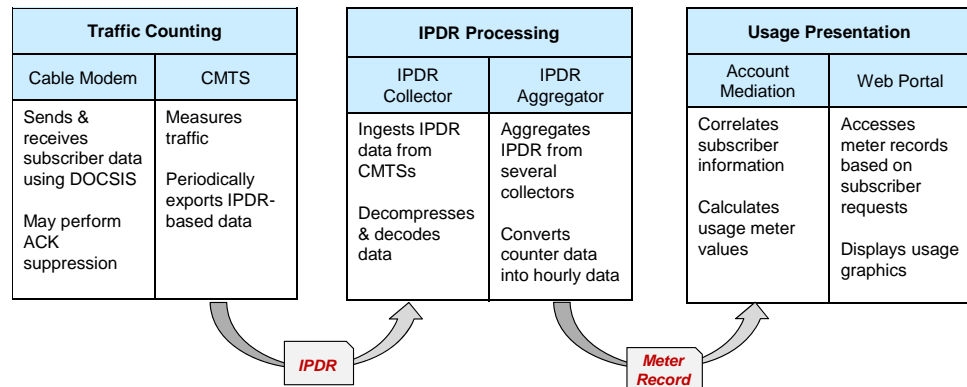 Traffic Counting
Cable Modem
CMTS
Sends &
receives
subscriber data
using DOCSIS
May perform
ACK
suppression
Measures
traffic
Periodically
exports IPDR-
based data
IPDR Processing
IPDR
Collector
IPDR
Aggregator
Ingests IPDR
data from
CMTSs
Decompresses
& decodes
data
Aggregates
IPDR from
several
collectors
Converts
counter data
into hourly data
Usage Presentation
Account
Mediation
Web Portal
Correlates
subscriber
information
Calculates
usage meter
values
Accesses
meter records
based on
subscriber
requests
Displays usage
graphics
IPDR
Meter
Record